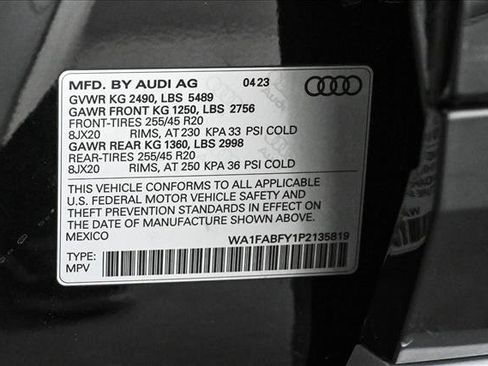 MFD. BY AUDI AG 04.23
GVWR KG 2490, LBS 5489
GAWR FRONT KG 1250, LBS 2756
FRONT-TIRES 255/45 R20
8JX20 RIMS, AT 230 KPA 33 PSI COLD
GAWR REAR KG 1360, LBS 2998
REAR-TIRES 255/45 R20
8JX20 RIMS, AT 250 KPA 36 PSI COLD
THIS VEHICLE CONFORMS TO ALL APPLICABLE
U.S. FEDERAL MOTOR VEHICLE SAFETY AND
THEFT PREVENTION STANDARDS IN EFFECT ON
THE DATE OF MANUFACTURE SHOWN ABOVE.
MEXICO WA1FABFY1P2135819
TYPE:
MPV